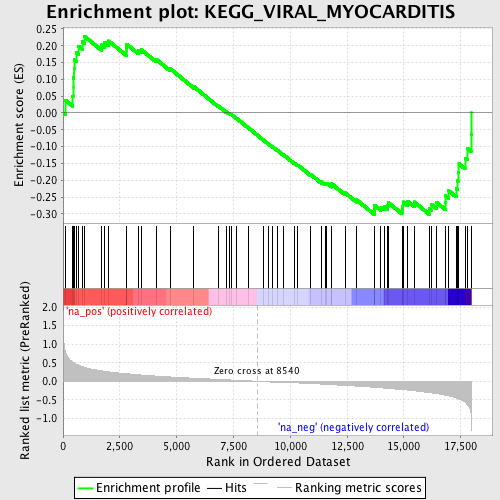 Enrichment plot: KEGG_VIRAL_MYOCARDITIS
Enrichment score (ES)
0.25
0.20
0.15
0.10
0.05
0.00
-0.05
-0.10
-0.15
-0.20
-0.25
-0.30
'na_pos' (positively correlated)
Ranked list metric (PreRanked)
2.0
1.5
1.0
0.5
0.0
-0.5
-1.0
Zero cross at 8540
'na_neg' (negatively correlated)
0
2,500
5,000
7,500
10,000
12,500
15,000
17,500
Rank in Ordered Dataset
Enrichment profile
Hits
Ranking metric scores